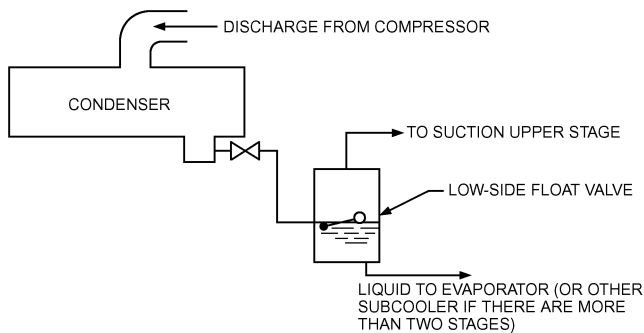 DISCHARGE FROM COMPRESSOR
CONDENSER
TO SUCTION UPPER STAGE
LOW-SIDE FLOAT VALVE
LIQUID TO EVAPORATOR (OR OTHER
SUBCOOLER IF THERE ARE MORE
THAN TWO STAGES)